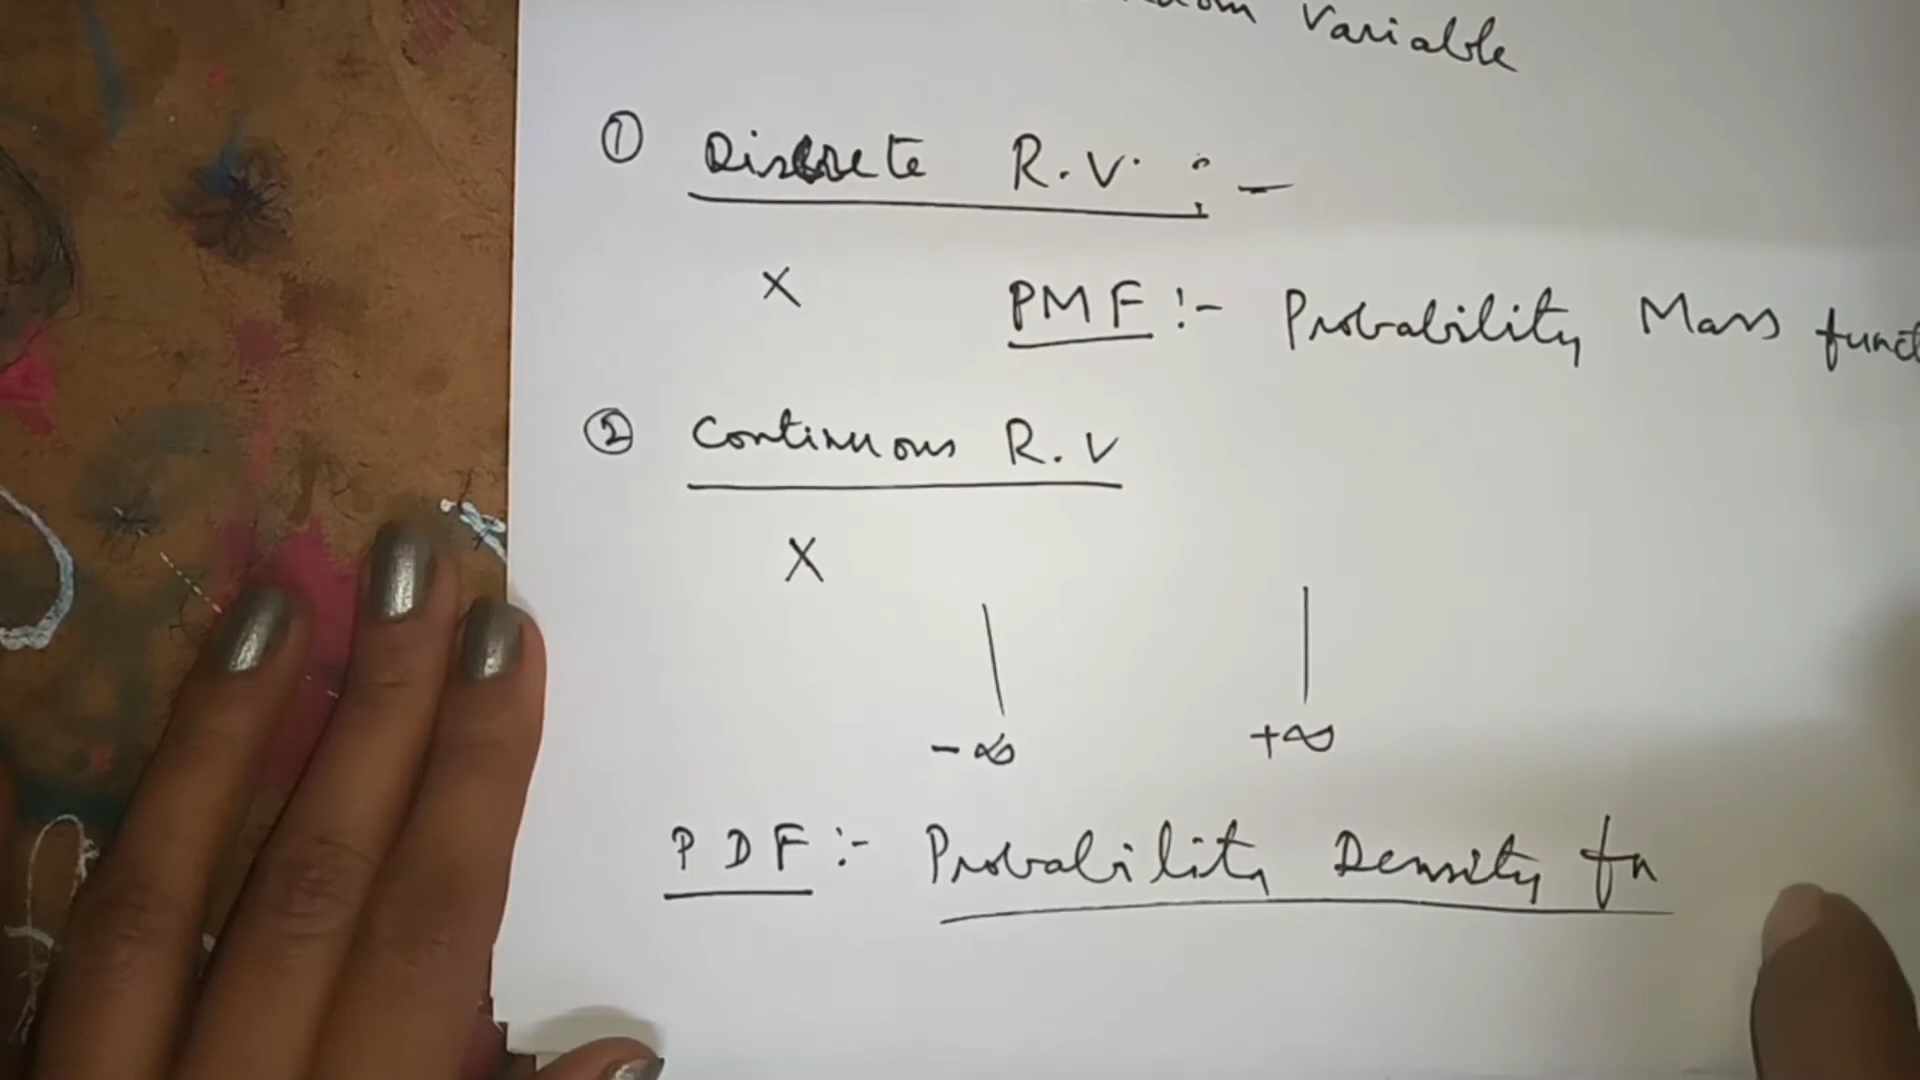 Variable
① Discrete R.V. :-
X PMF :- Probability Mass funct
② Continuous R.V
X
-∞ +∞
PDF :- Probability Density fn